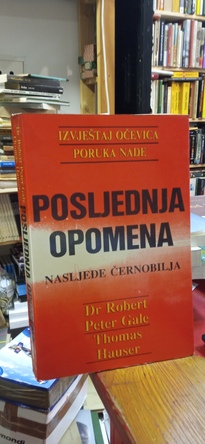 IZVJEŠTAJ OČEVICA
PORUKA NADE
POSLJEDNJA
OPOMENA
NASLJEĐE ČERNOBILJA
Dr Robert
Peter Gale
Thomas
Hauser